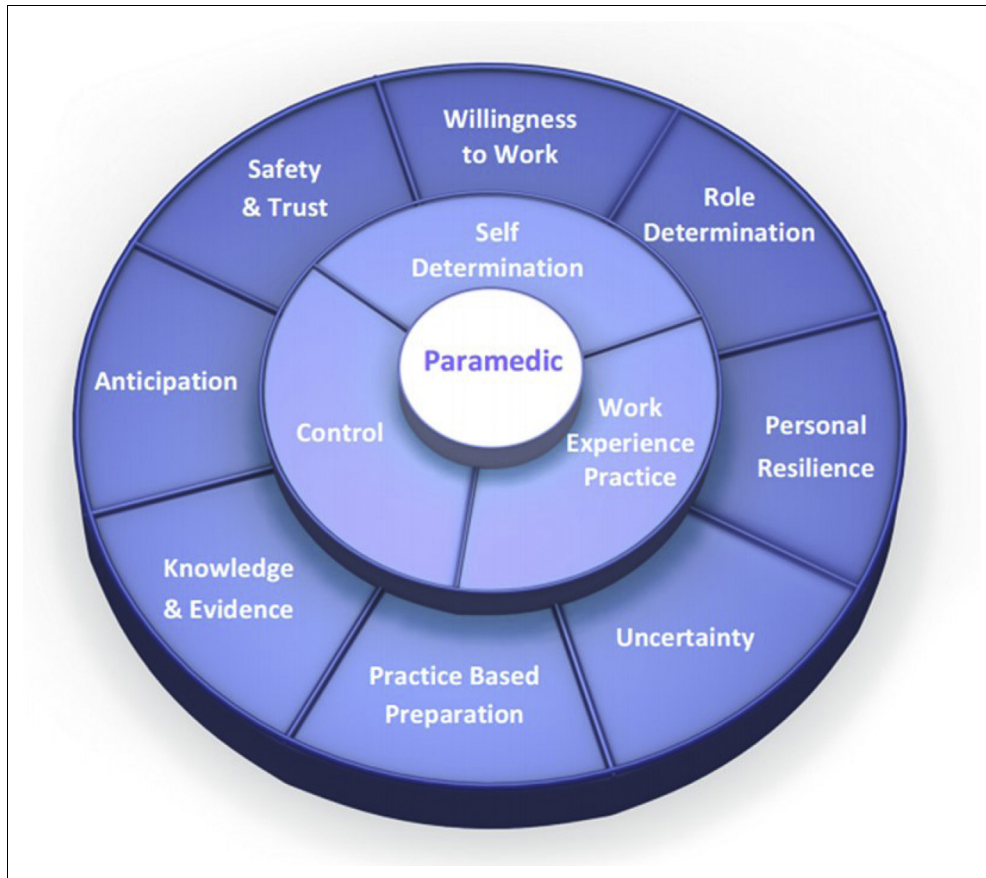 Willingness
to Work
Safety
& Trust
Role
Determination
Self
Determination
Paramedic
Anticipation
Control
Work
Experience
Practice
Personal
Resilience
Knowledge
& Evidence
Uncertainty
Practice Based
Preparation